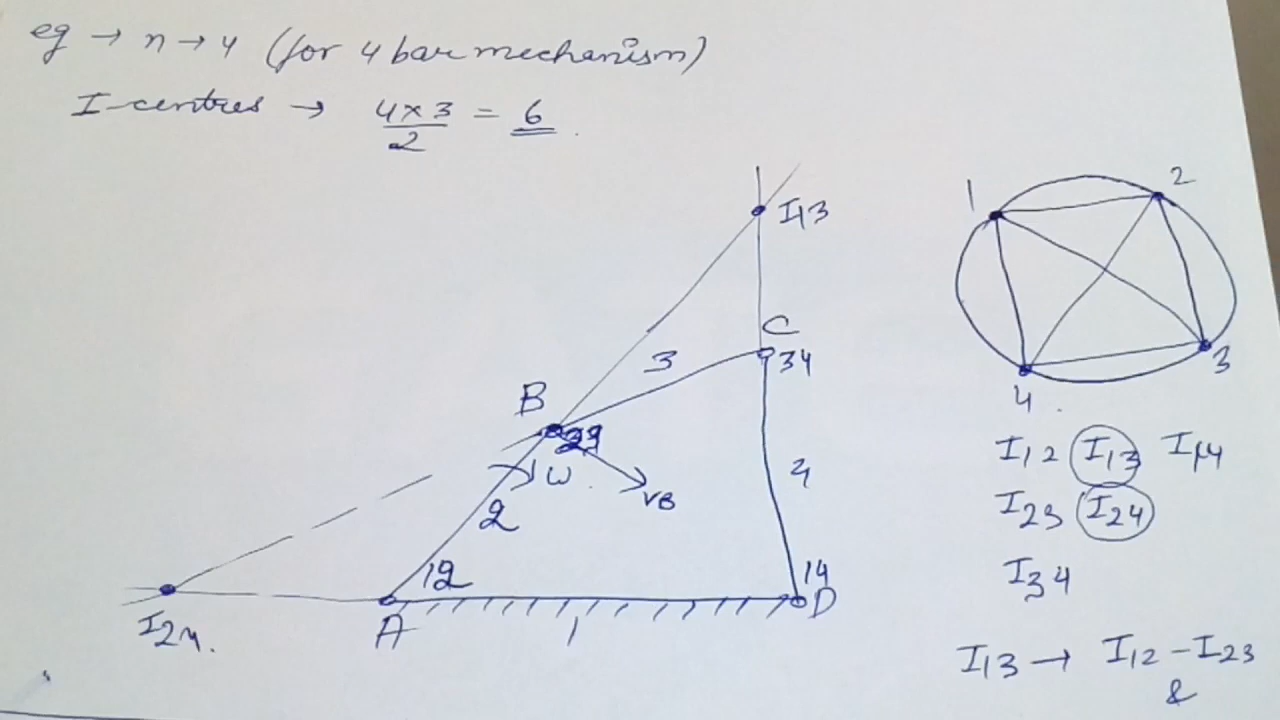 eg → n → 4 (for 4 bar mechanism)
I-centres → 4 x 3 / 2 = 6
I13
C
34
3
B
23
ω
VB
2
4
12
14
I24.
A
1
D
1
2
3
4.
I12 I13 I14
I23 I24
I34
I13 → I12 - I23
&